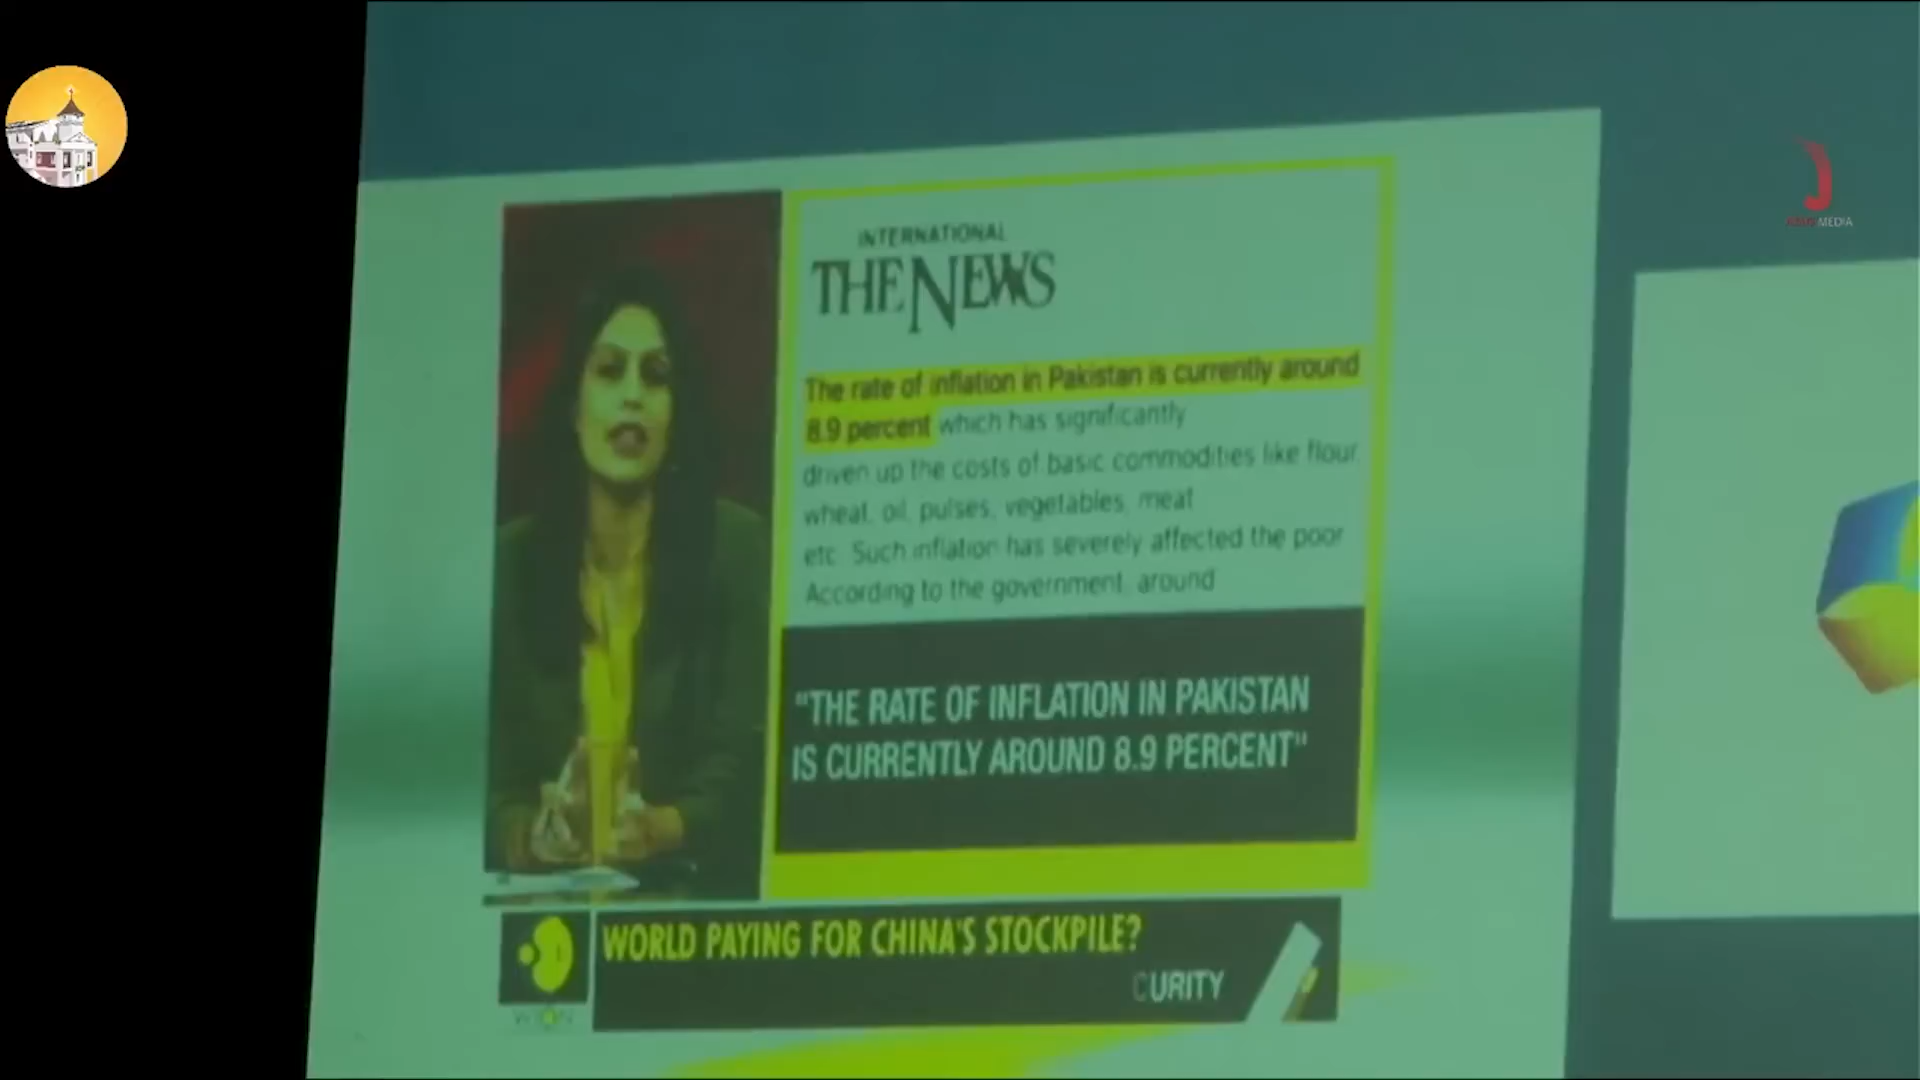 INTERNATIONAL
THE NEWS
The rate of inflation in Pakistan is currently around
8.9 percent which has significantly
driven up the costs of basic commodities like flour
wheat, oil, pulses, vegetables, meat
etc. Such inflation has severely affected the poor
According to the government, around
"THE RATE OF INFLATION IN PAKISTAN
IS CURRENTLY AROUND 8.9 PERCENT"
WORLD PAYING FOR CHINA'S STOCKPILE?
CURITY
WION
MEDIA